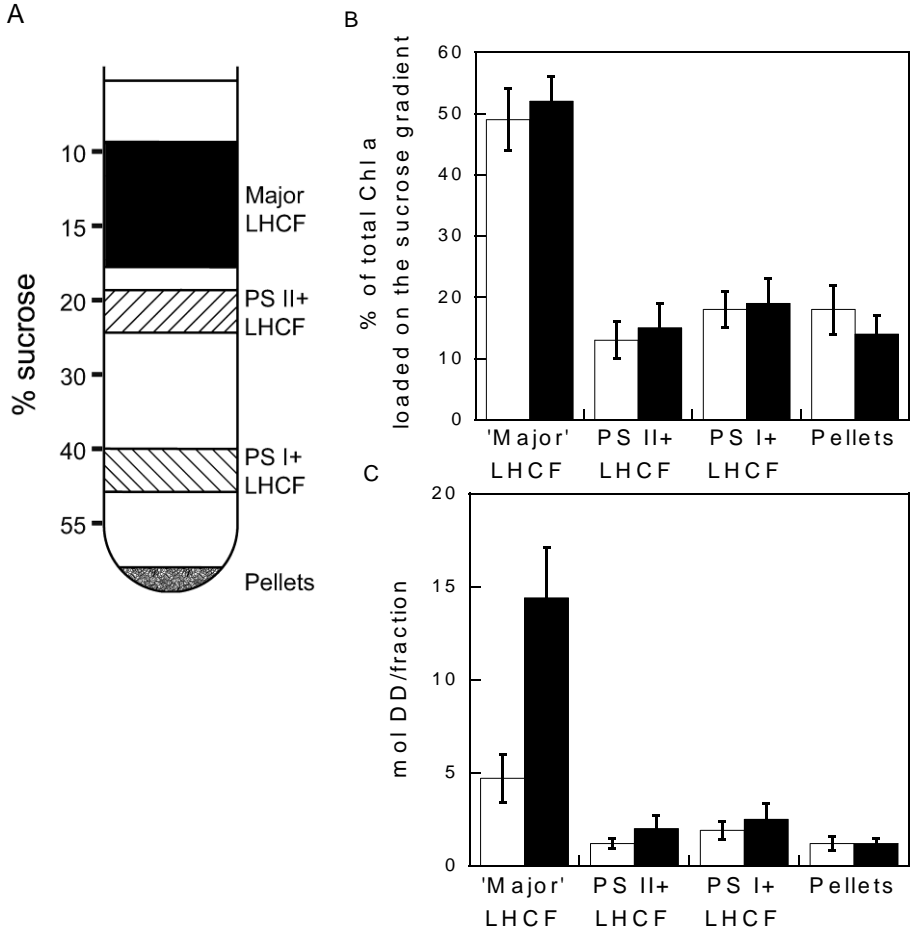 A
10
15
20
30
40
55
% sucrose
Major
LHCF
PS II+
LHCF
PS I+
LHCF
Pellets
B
60
50
40
30
20
10
0
% of total Chl a
loaded on the sucrose gradient
'Major' PS II+ PS I+ Pellets
LHCF LHCF LHCF
C
20
15
10
5
0
mol DD/fraction
'Major' PS II+ PS I+ Pellets
LHCF LHCF LHCF